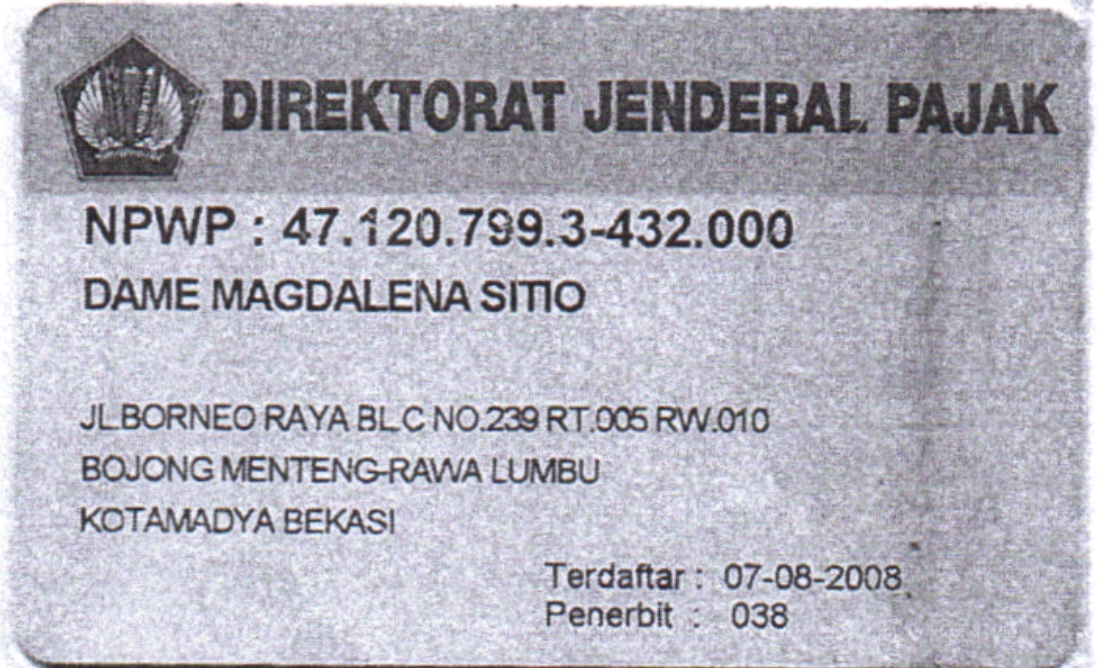 DIREKTORAT JENDERAL PAJAK
NPWP : 47.120.799.3-432.000
DAME MAGDALENA SITIO
JL.BORNEO RAYA BL.C NO.239 RT.005 RW.010
BOJONG MENTENG-RAWA LUMBU
KOTAMADYA BEKASI
Terdaftar : 07-08-2008
Penerbit : 038